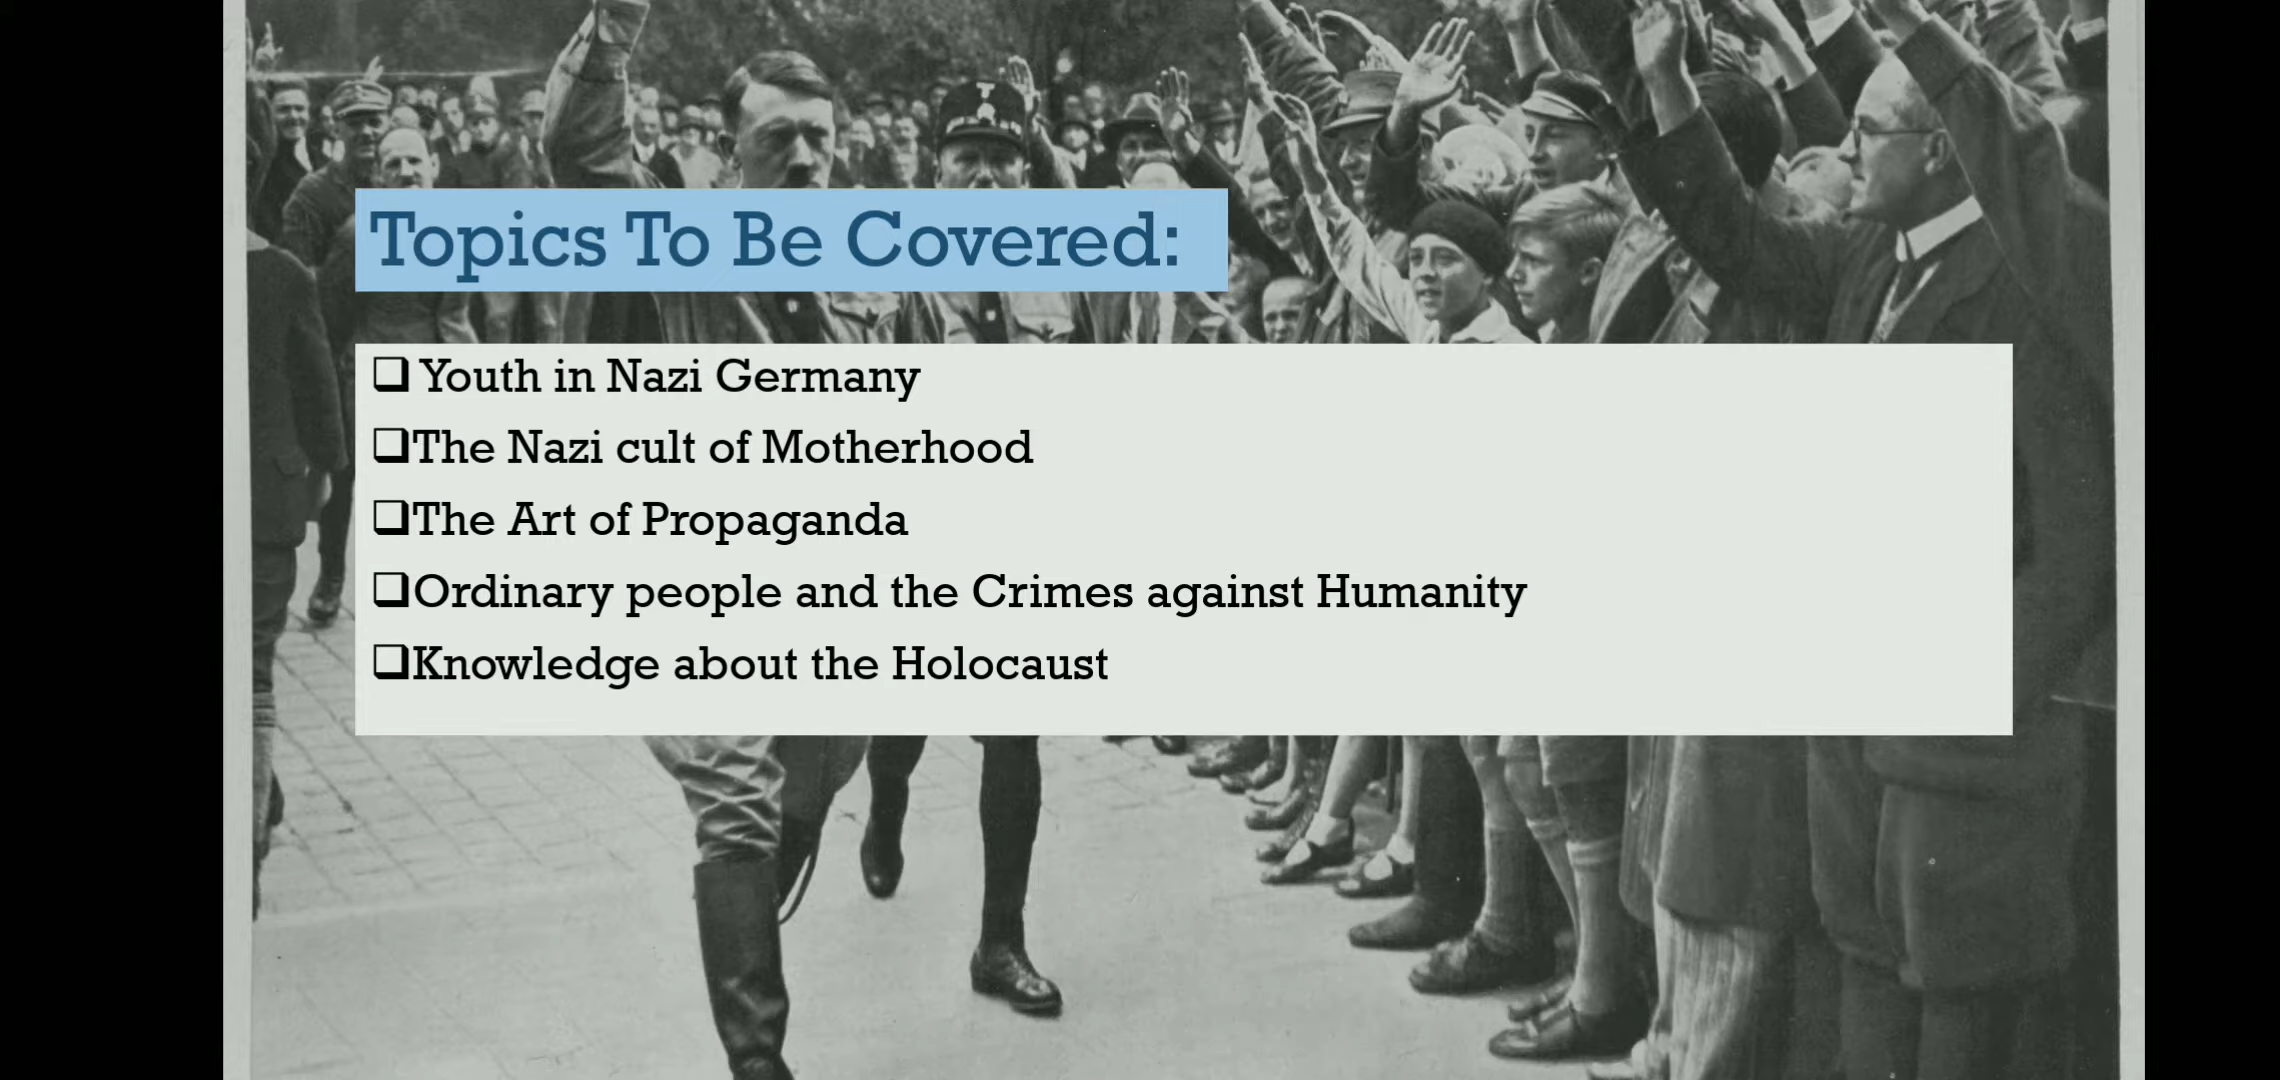 Topics To Be Covered:
❑ Youth in Nazi Germany
❑The Nazi cult of Motherhood
❑The Art of Propaganda
❑Ordinary people and the Crimes against Humanity
❑Knowledge about the Holocaust